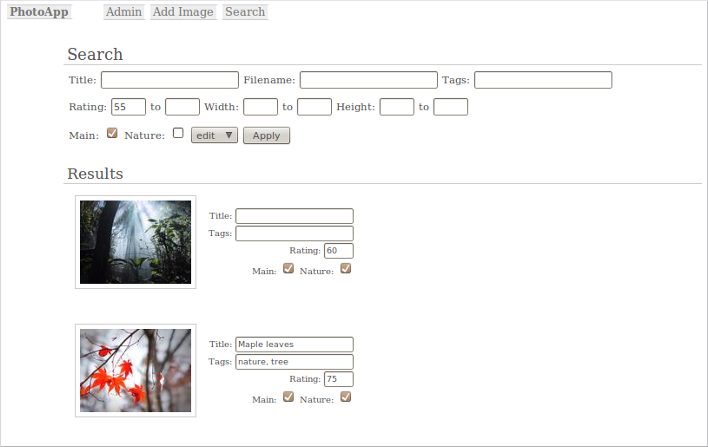 PhotoApp Admin Add Image Search
Search
Title: Filename: Tags:
Rating: 55 to Width: to Height: to
Main: Nature: edit Apply
Results
Title:
Tags:
Rating: 60
Main: Nature:
Title: Maple leaves
Tags: nature, tree
Rating: 75
Main: Nature: